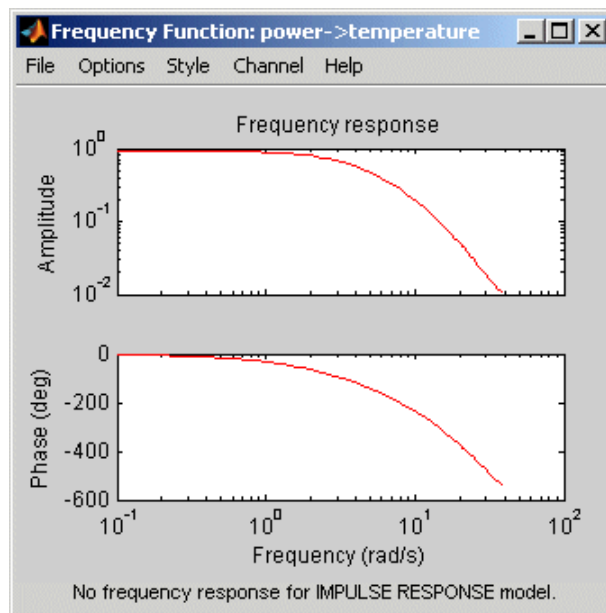 Frequency Function: power->temperature
File Options Style Channel Help
Frequency response
Amplitude
10^0
10^-1
10^-2
Phase (deg)
0
-200
-400
-600
10^-1 10^0 10^1 10^2
Frequency (rad/s)
No frequency response for IMPULSE RESPONSE model.